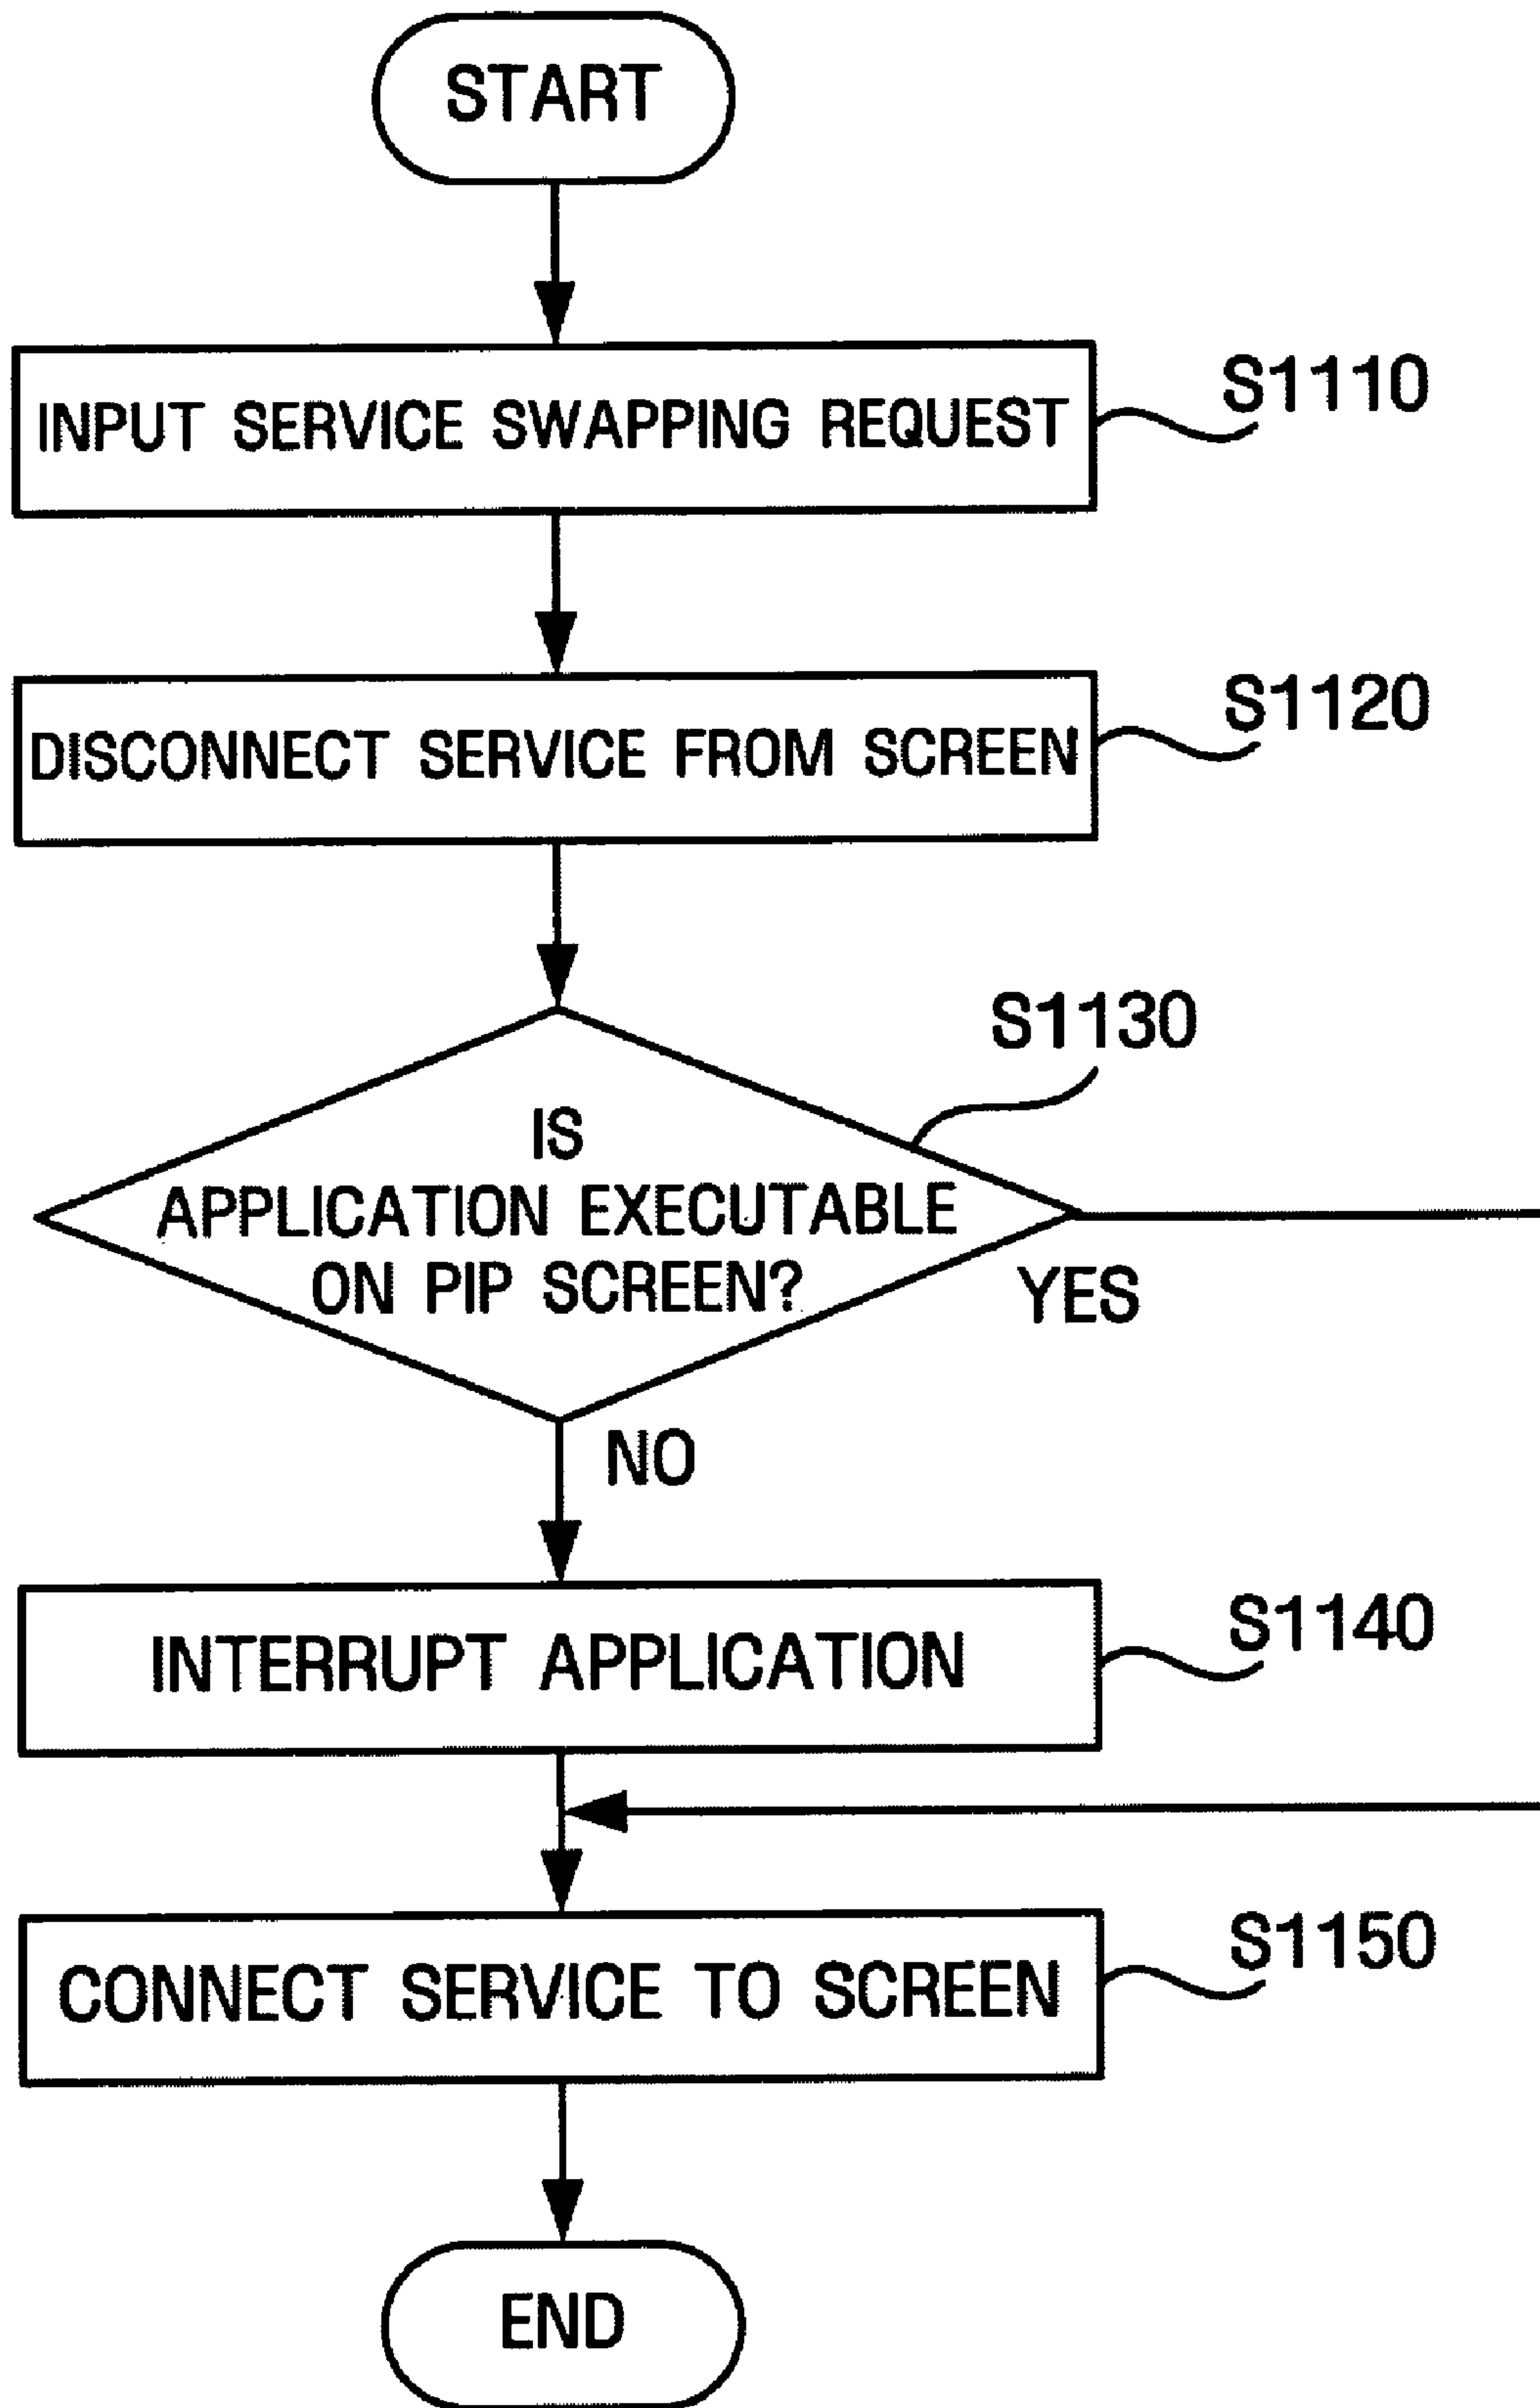 START
INPUT SERVICE SWAPPING REQUEST
S1110
DISCONNECT SERVICE FROM SCREEN
S1120
S1130
IS
APPLICATION EXECUTABLE
ON PIP SCREEN?
YES
NO
INTERRUPT APPLICATION
S1140
CONNECT SERVICE TO SCREEN
S1150
END